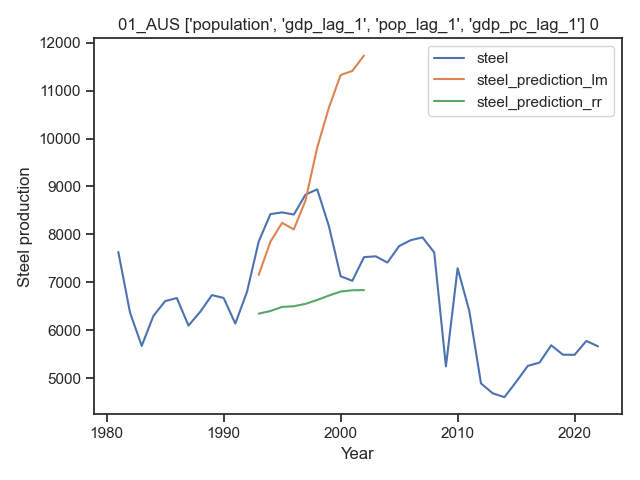 01_AUS ['population', 'gdp_lag_1', 'pop_lag_1', 'gdp_pc_lag_1'] 0
steel
steel_prediction_lm
steel_prediction_rr
12000
11000
10000
9000
8000
7000
6000
5000
Steel production
1980
1990
2000
2010
2020
Year